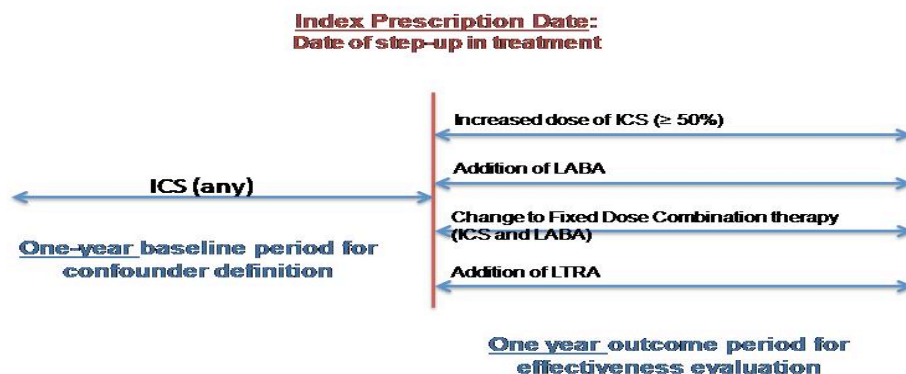 Index Prescription Date:
Date of step-up in treatment
Increased dose of ICS (≥ 50%)
Addition of LABA
ICS (any)
Change to Fixed Dose Combination therapy
(ICS and LABA)
One-year baseline period for
confounder definition
Addition of LTRA
One year outcome period for
effectiveness evaluation